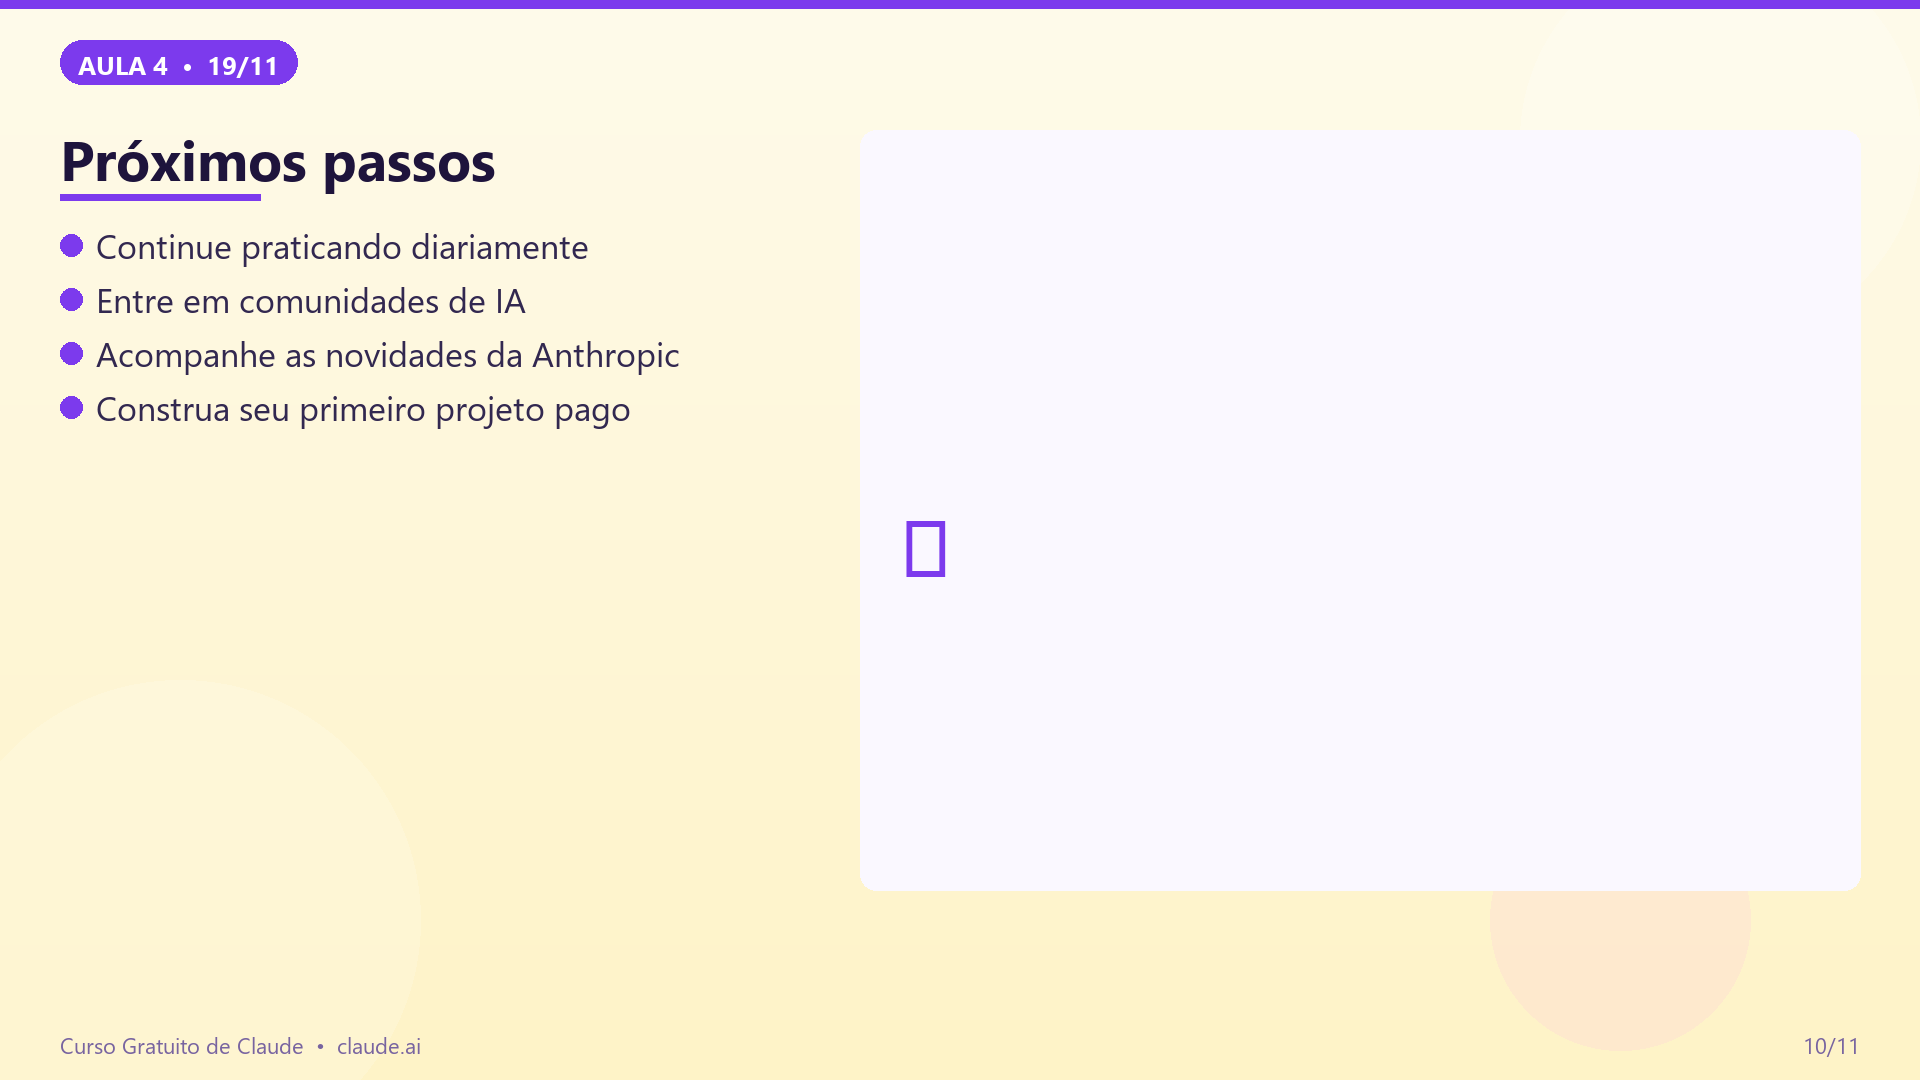 AULA 4 • 19/11
Próximos passos
Continue praticando diariamente
Entre em comunidades de IA
Acompanhe as novidades da Anthropic
Construa seu primeiro projeto pago
Curso Gratuito de Claude • claude.ai
10/11